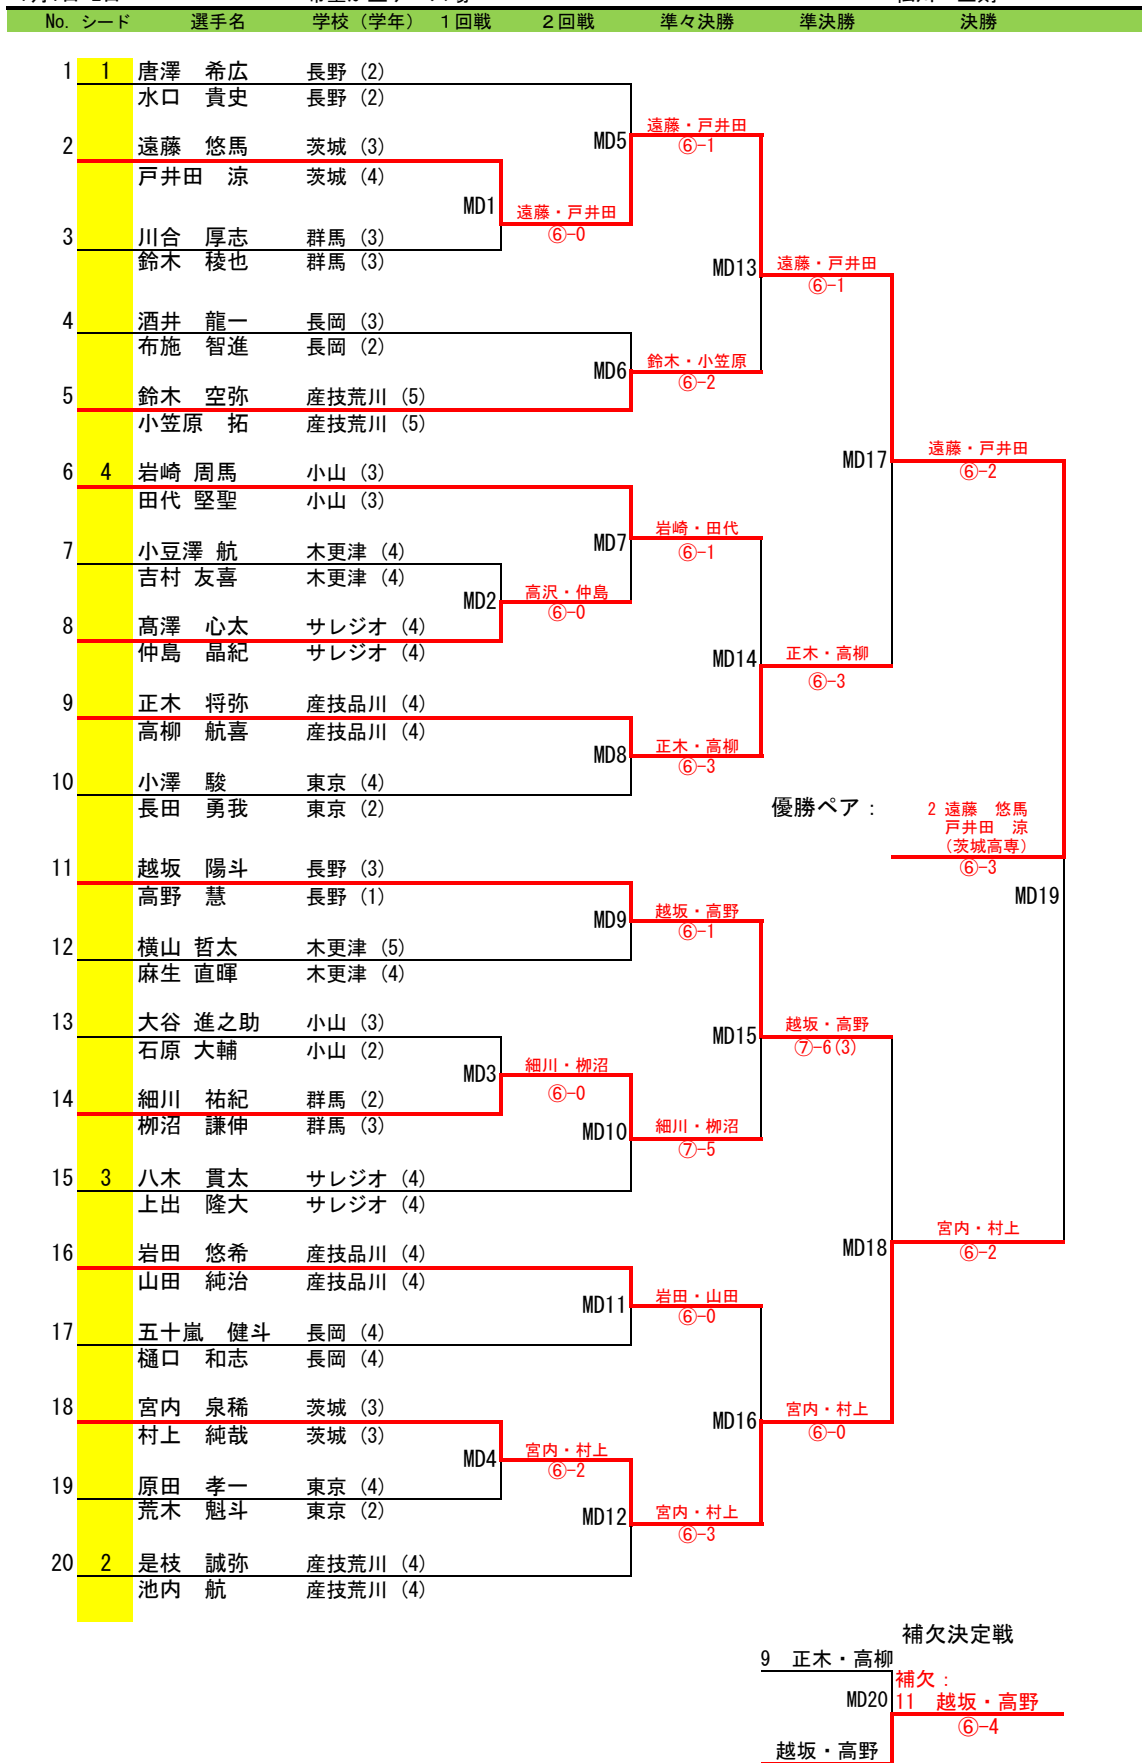 No. シード 選手名 学校（学年） １回戦 ２回戦 準々決勝 準決勝 決勝
1 1 唐澤 希広 長野 (2)
水口 貴史 長野 (2)
MD5 遠藤・戸井田
⑥-1
2 遠藤 悠馬 茨城 (3)
戸井田 涼 茨城 (4)
MD1 遠藤・戸井田
⑥-0
3 川合 厚志 群馬 (3)
鈴木 稜也 群馬 (3)
MD13 遠藤・戸井田
⑥-1
4 酒井 龍一 長岡 (3)
布施 智進 長岡 (2)
MD6 鈴木・小笠原
⑥-2
5 鈴木 空弥 産技荒川 (5)
小笠原 拓 産技荒川 (5)
MD17 遠藤・戸井田
⑥-2
6 4 岩崎 周馬 小山 (3)
田代 堅聖 小山 (3)
MD7 岩崎・田代
⑥-1
7 小豆澤 航 木更津 (4)
吉村 友喜 木更津 (4)
MD2 高沢・仲島
⑥-0
8 髙澤 心太 サレジオ (4)
仲島 晶紀 サレジオ (4)
MD14 正木・高柳
⑥-3
9 正木 将弥 産技品川 (4)
高柳 航喜 産技品川 (4)
MD8 正木・高柳
⑥-3
10 小澤 駿 東京 (4)
長田 勇我 東京 (2)
優勝ペア： 2 遠藤 悠馬
戸井田 涼
(茨城高専)
⑥-3
MD19
11 越坂 陽斗 長野 (3)
高野 慧 長野 (1)
MD9 越坂・高野
⑥-1
12 横山 哲太 木更津 (5)
麻生 直暉 木更津 (4)
13 大谷 進之助 小山 (3)
石原 大輔 小山 (2)
MD15 越坂・高野
⑦-6(3)
MD3 細川・栁沼
⑥-0
14 細川 祐紀 群馬 (2)
栁沼 謙伸 群馬 (3)
MD10 細川・栁沼
⑦-5
15 3 八木 貫太 サレジオ (4)
上出 隆大 サレジオ (4)
MD18 宮内・村上
⑥-2
16 岩田 悠希 産技品川 (4)
山田 純治 産技品川 (4)
MD11 岩田・山田
⑥-0
17 五十嵐 健斗 長岡 (4)
樋口 和志 長岡 (4)
18 宮内 泉稀 茨城 (3)
村上 純哉 茨城 (3)
MD16 宮内・村上
⑥-0
MD4 宮内・村上
⑥-2
19 原田 孝一 東京 (4)
荒木 魁斗 東京 (2)
MD12 宮内・村上
⑥-3
20 2 是枝 誠弥 産技荒川 (4)
池内 航 産技荒川 (4)
補欠決定戦
9 正木・高柳
補欠：
MD20 11 越坂・高野
⑥-4
越坂・高野